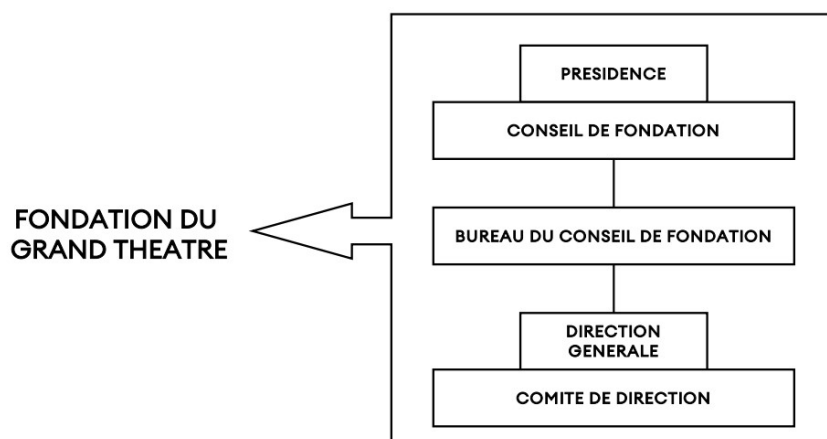 FONDATION DU
GRAND THEATRE
PRESIDENCE
CONSEIL DE FONDATION
BUREAU DU CONSEIL DE FONDATION
DIRECTION
GENERALE
COMITE DE DIRECTION